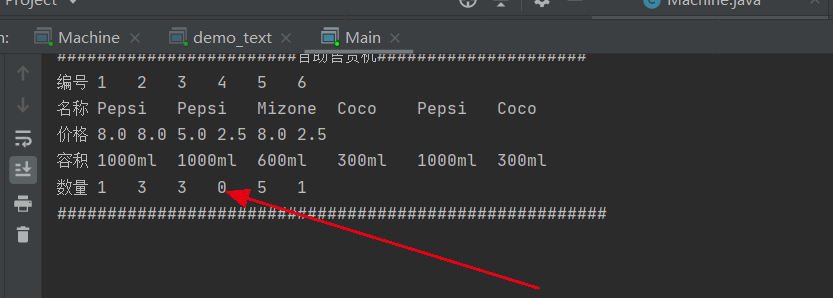 Project
Machine.java
n: Machine demo_text Main
########################自助售货机#####################
编号 1 2 3 4 5 6
名称 Pepsi Pepsi Mizone Coco Pepsi Coco
价格 8.0 8.0 5.0 2.5 8.0 2.5
容积 1000ml 1000ml 600ml 300ml 1000ml 300ml
数量 1 3 3 0 5 1
#######################################################